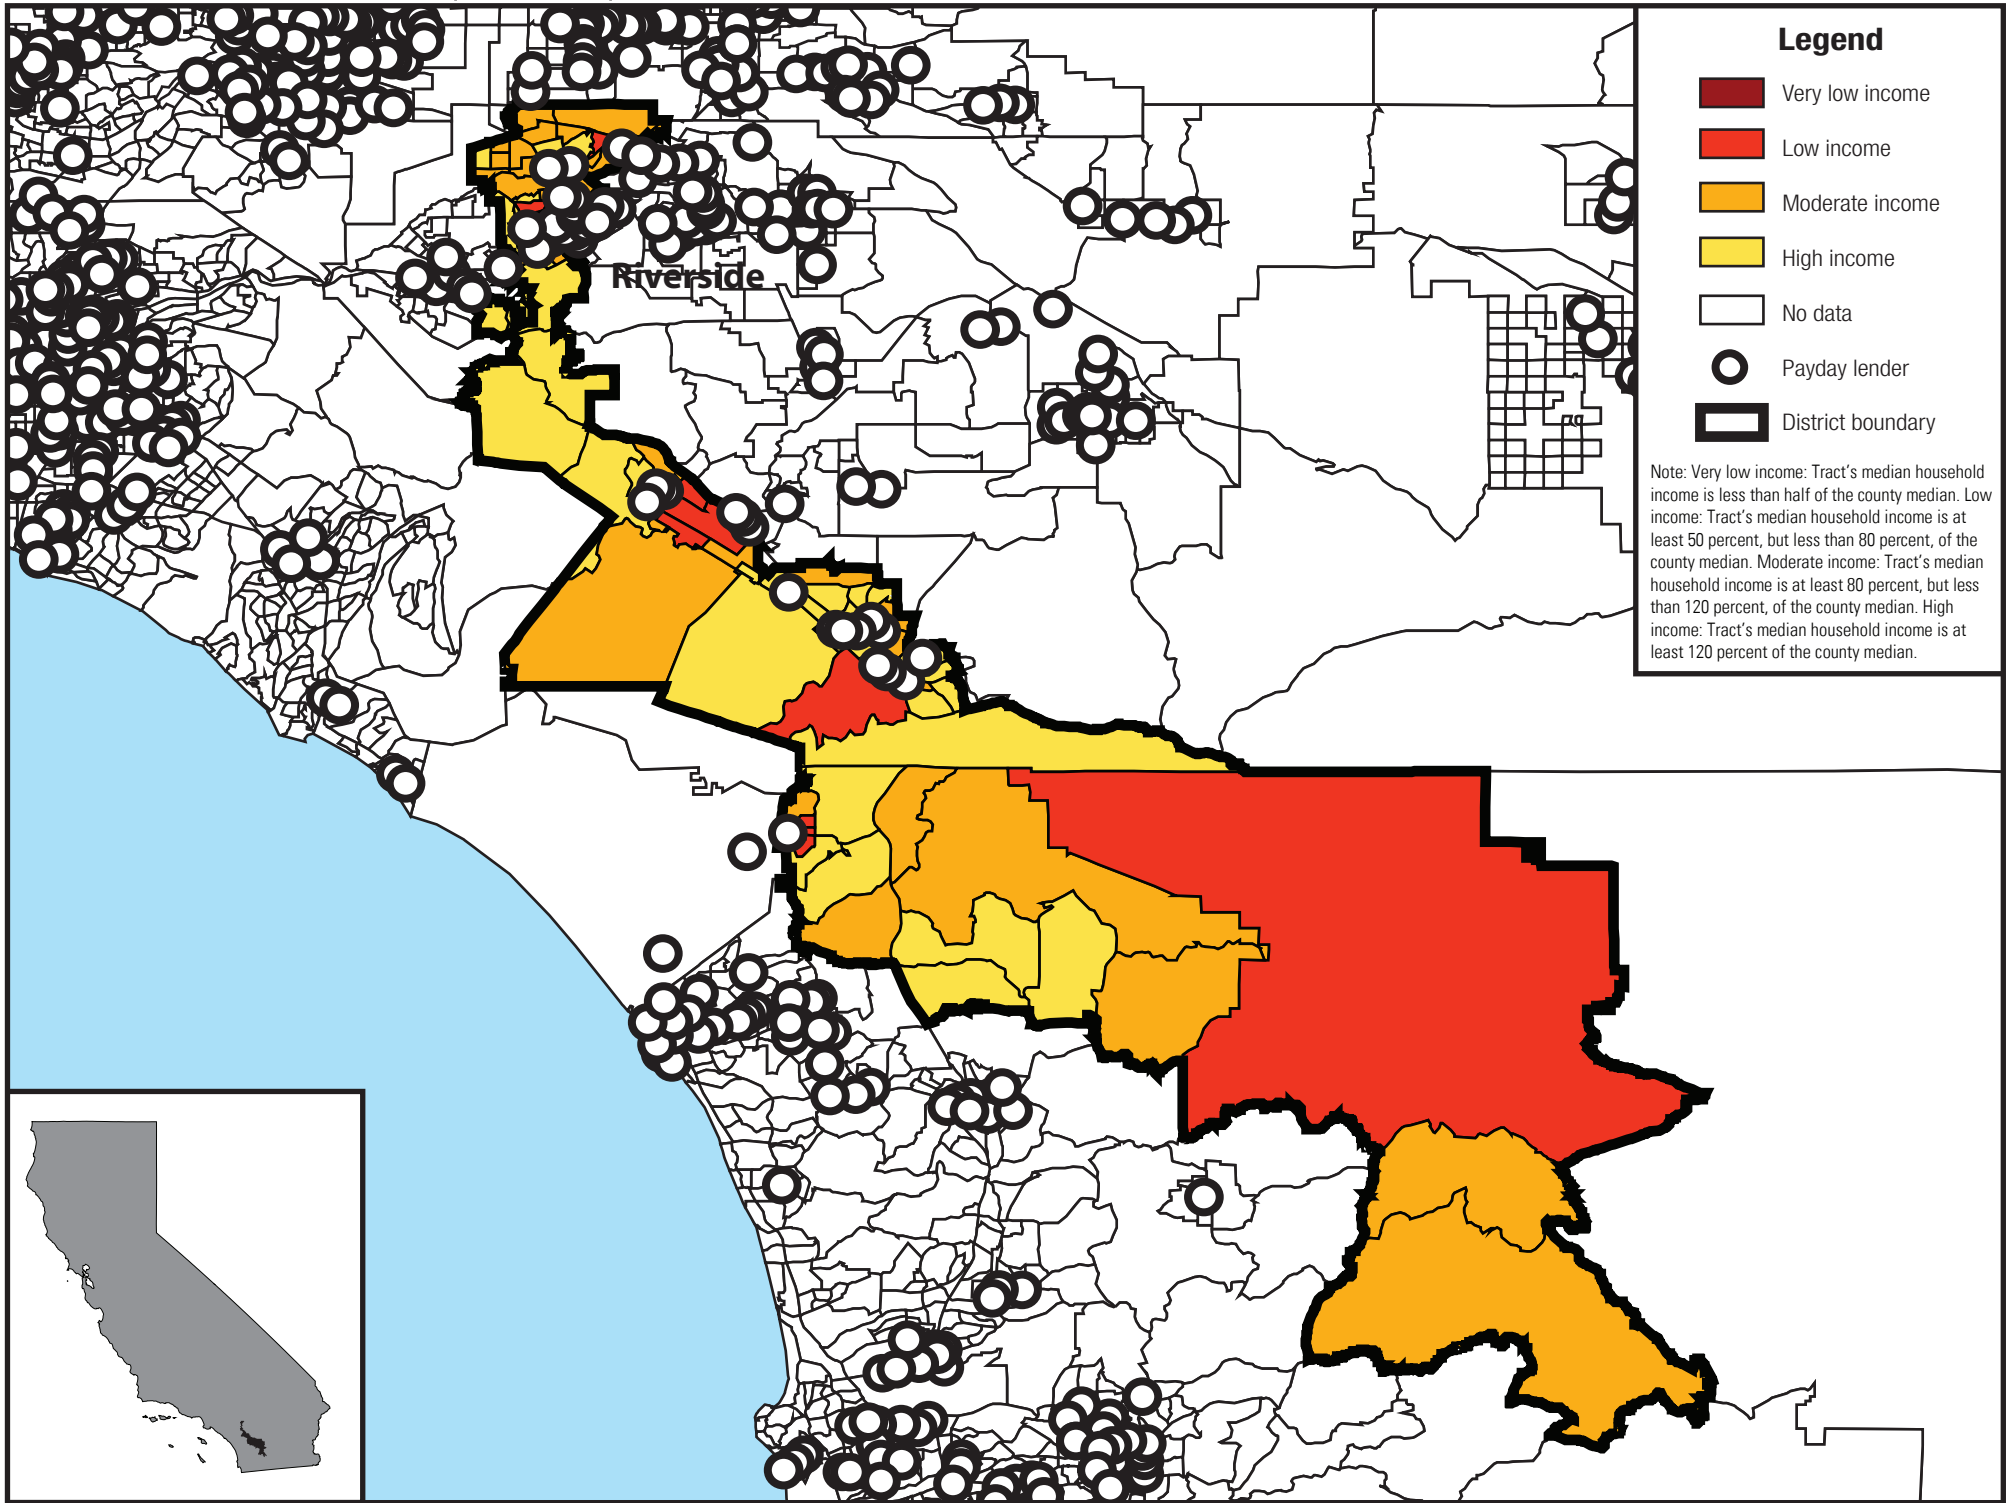 Legend
Very low income
Low income
Moderate income
High income
No data
Payday lender
District boundary
Note: Very low income: Tract's median household
income is less than half of the county median. Low
income: Tract's median household income is at
least 50 percent, but less than 80 percent, of the
county median. Moderate income: Tract's median
household income is at least 80 percent, but less
than 120 percent, of the county median. High
income: Tract's median household income is at
least 120 percent of the county median.
Riverside